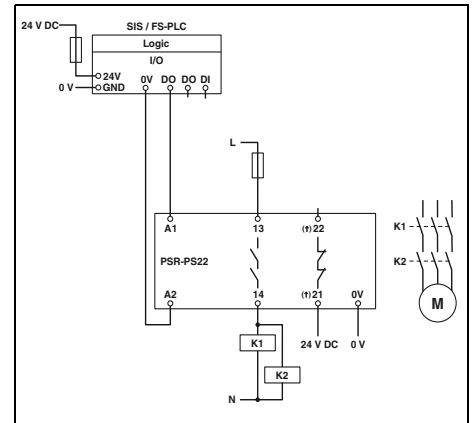 24 V DC
SIS / FS-PLC
Logic
I/O
24V
0V DO DO DI
0 V GND
L
A1 13 (†) 22
K1
PSR-PS22
K2
A2 14 (†) 21 0V
M
K1 24 V DC 0 V
K2
N